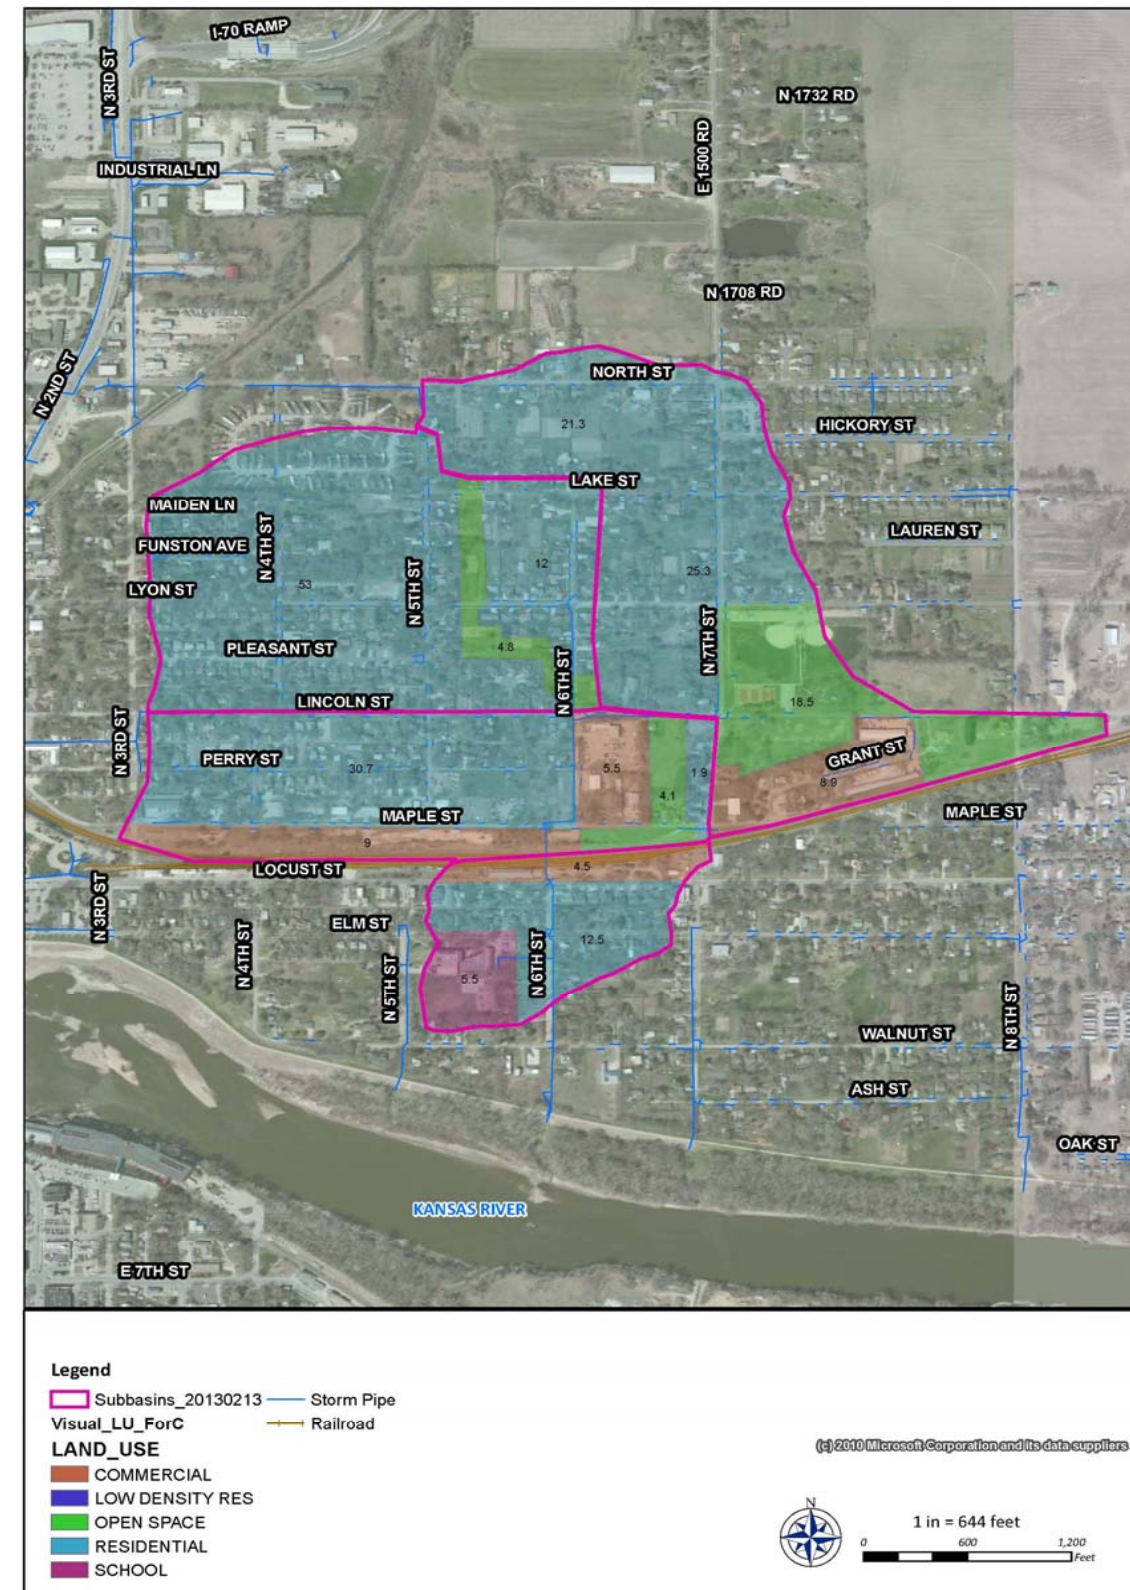 I-70 RAMP
N 3RD ST
N 1732 RD
E 1500 RD
INDUSTRIAL LN
N 1708 RD
N 2ND ST
NORTH ST
21.3
HICKORY ST
LAKE ST
MAIDEN LN
LAUREN ST
FUNSTON AVE
N 4TH ST
12
25.3
LYON ST
53
N 5TH ST
N 7TH ST
PLEASANT ST
4.8
N 6TH ST
LINCOLN ST
18.5
N 3RD ST
PERRY ST
30.7
5.5
1.9
GRANT ST
8.9
4.1
MAPLE ST
MAPLE ST
9
LOCUST ST
4.5
N 3RD ST
ELM ST
N 4TH ST
12.5
N 5TH ST
5.5
N 6TH ST
N 8TH ST
WALNUT ST
ASH ST
OAK ST
KANSAS RIVER
E 7TH ST
Legend
Subbasins_20130213
Storm Pipe
Visual_LU_ForC
Railroad
LAND_USE
(c) 2010 Microsoft Corporation and its data suppliers
COMMERCIAL
LOW DENSITY RES
OPEN SPACE
RESIDENTIAL
SCHOOL
N
1 in = 644 feet
0 600 1,200
Feet